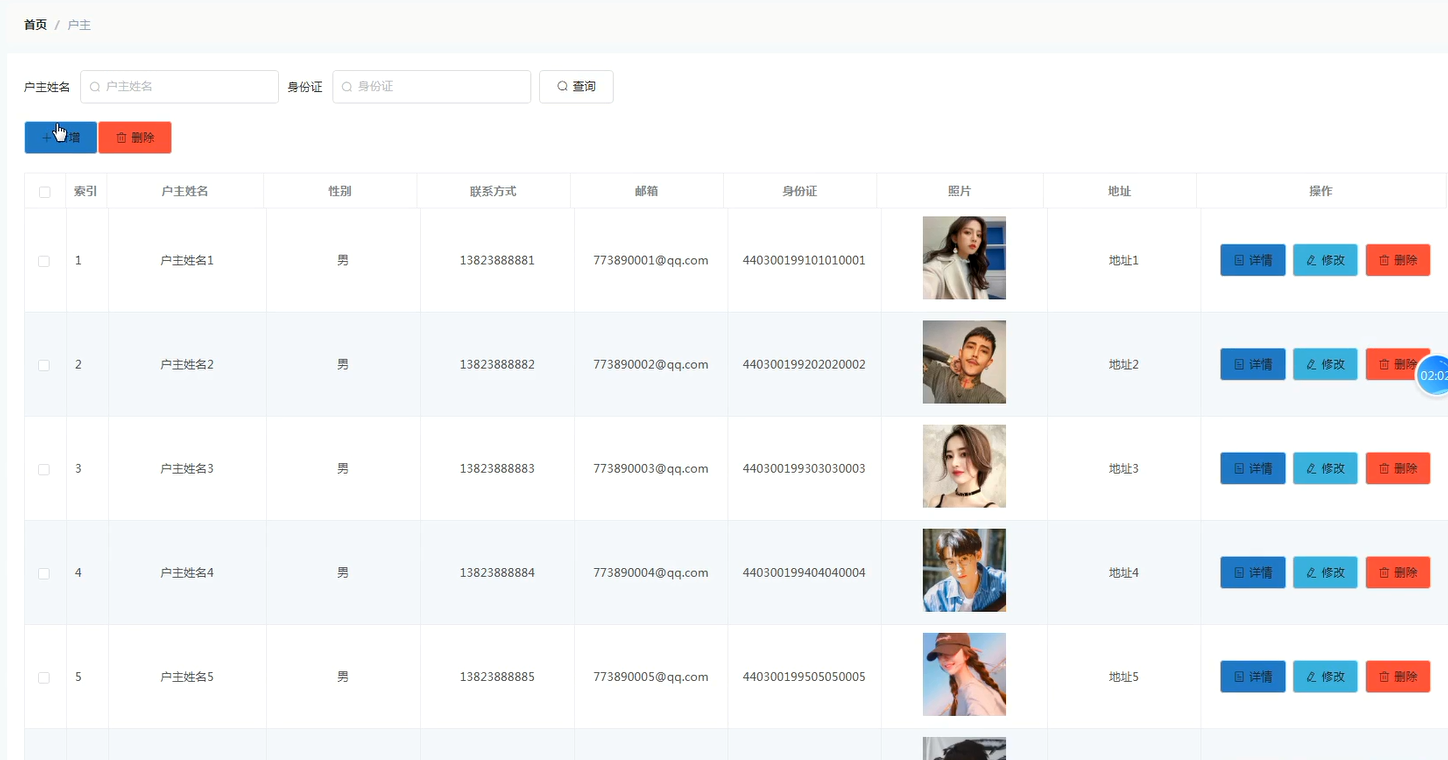 首页 / 户主
户主姓名 户主姓名 身份证 身份证 查询
增 删除
索引 户主姓名 性别 联系方式 邮箱 身份证 照片 地址 操作
1 户主姓名1 男 13823888881 773890001@qq.com 440300199101010001 地址1 详情 修改 删除
2 户主姓名2 男 13823888882 773890002@qq.com 440300199202020002 地址2 详情 修改 删除
02:02
3 户主姓名3 男 13823888883 773890003@qq.com 440300199303030003 地址3 详情 修改 删除
4 户主姓名4 男 13823888884 773890004@qq.com 440300199404040004 地址4 详情 修改 删除
5 户主姓名5 男 13823888885 773890005@qq.com 440300199505050005 地址5 详情 修改 删除